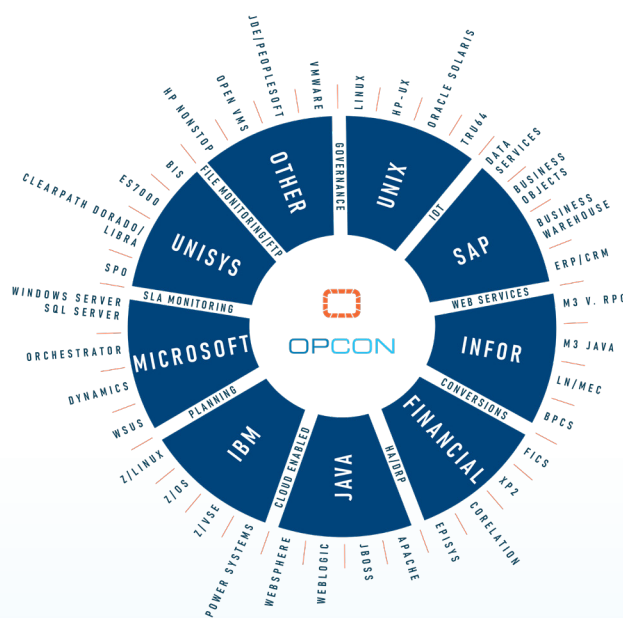 LINUX
HP-UX
ORACLE SOLARIS
TRU64
DATA
SERVICES
BUSINESS
OBJECTS
BUSINESS
WAREHOUSE
ERP/CRM
M3 V. RPG
M3 JAVA
LN/MEC
BPCS
FICS
XP2
CORELATION
EPISYS
APACHE
JBOSS
WEBLOGIC
WEBSPHERE
POWER SYSTEMS
Z/VSE
Z/OS
Z/LINUX
WSUS
DYNAMICS
ORCHESTRATOR
WINDOWS SERVER
SQL SERVER
SPO
CLEARPATH DORADO/
LIBRA
ES7000
BIS
HP NONSTOP
OPEN VMS
JDE/PEOPLESOFT
VMWARE
UNIX
SAP
INFOR
FINANCIAL
JAVA
IBM
MICROSOFT
UNISYS
OTHER
GOVERNANCE
IOT
WEB SERVICES
CONVERSIONS
HA/DRP
CLOUD ENABLED
PLANNING
SLA MONITORING
FILE MONITORING/FTP
OPCON